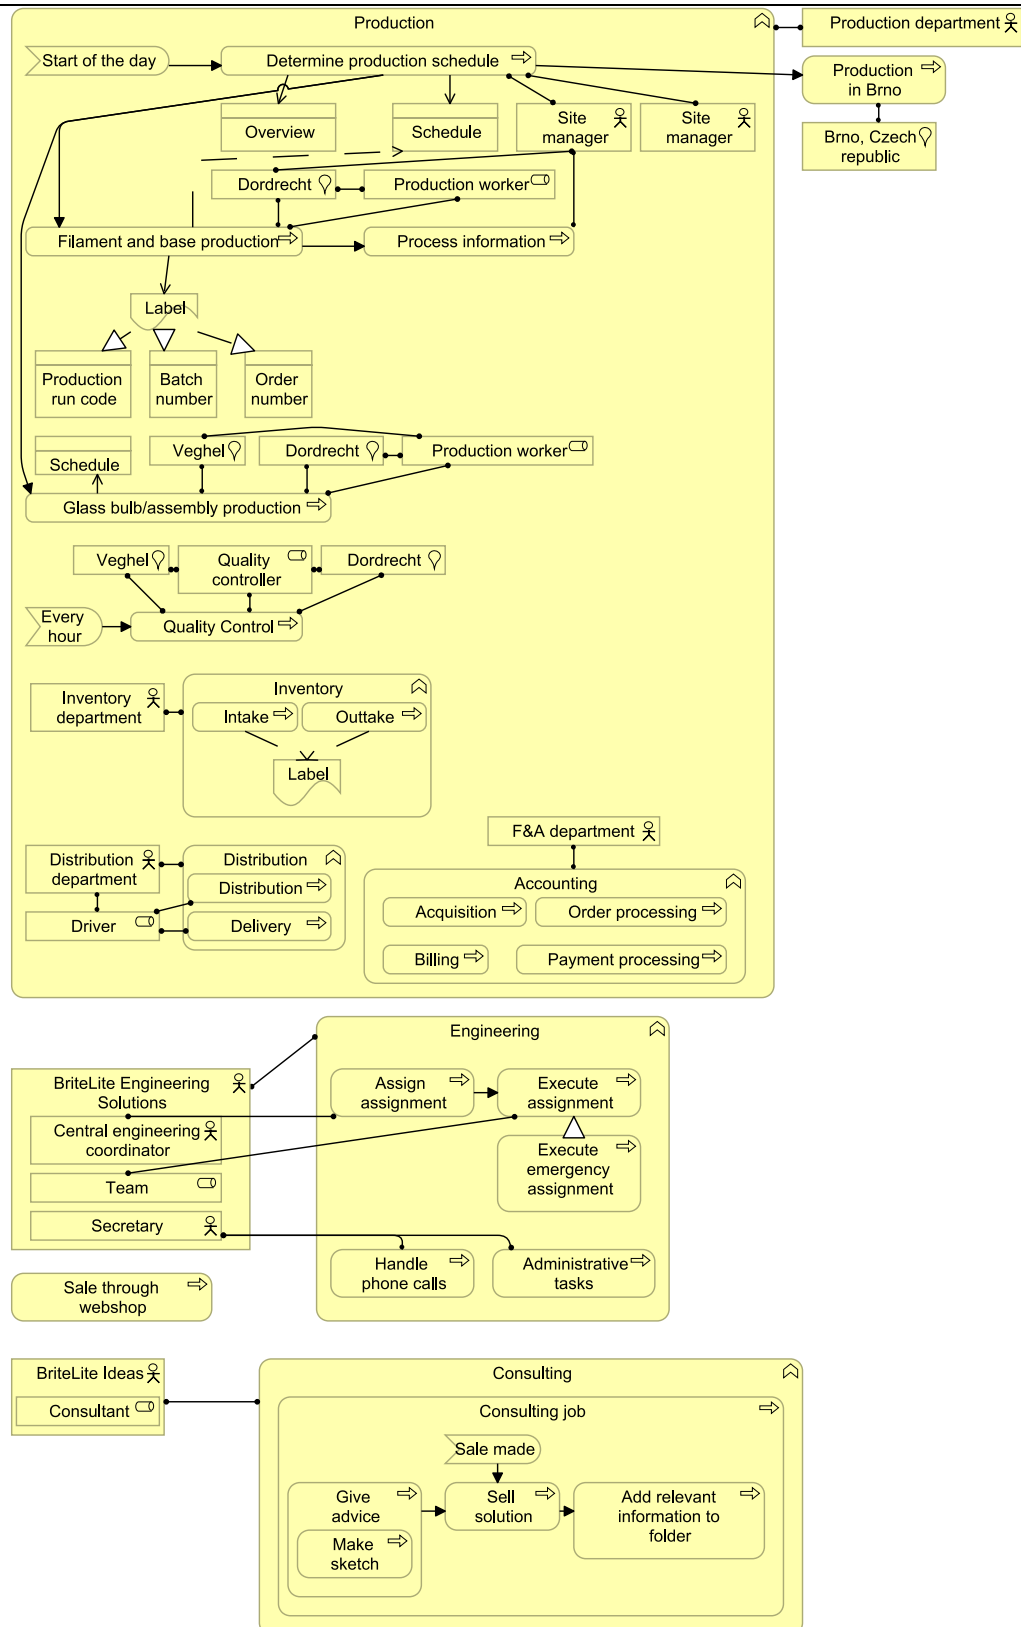 Production
Production department
Start of the day
Determine production schedule
Production
in Brno
Overview
Schedule
Site
manager
Site
manager
Brno, Czech
republic
Dordrecht
Production worker
Filament and base production
Process information
Label
Production
run code
Batch
number
Order
number
Schedule
Veghel
Dordrecht
Production worker
Glass bulb/assembly production
Veghel
Quality
controller
Dordrecht
Every
hour
Quality Control
Inventory
department
Inventory
Intake
Outtake
Label
F&A department
Distribution
department
Distribution
Distribution
Driver
Delivery
Accounting
Acquisition
Order processing
Billing
Payment processing
Engineering
BriteLite Engineering
Solutions
Central engineering
coordinator
Team
Secretary
Assign
assignment
Execute
assignment
Execute
emergency
assignment
Handle
phone calls
Administrative
tasks
Sale through
webshop
BriteLite Ideas
Consultant
Consulting
Consulting job
Sale made
Give
advice
Make
sketch
Sell
solution
Add relevant
information to
folder